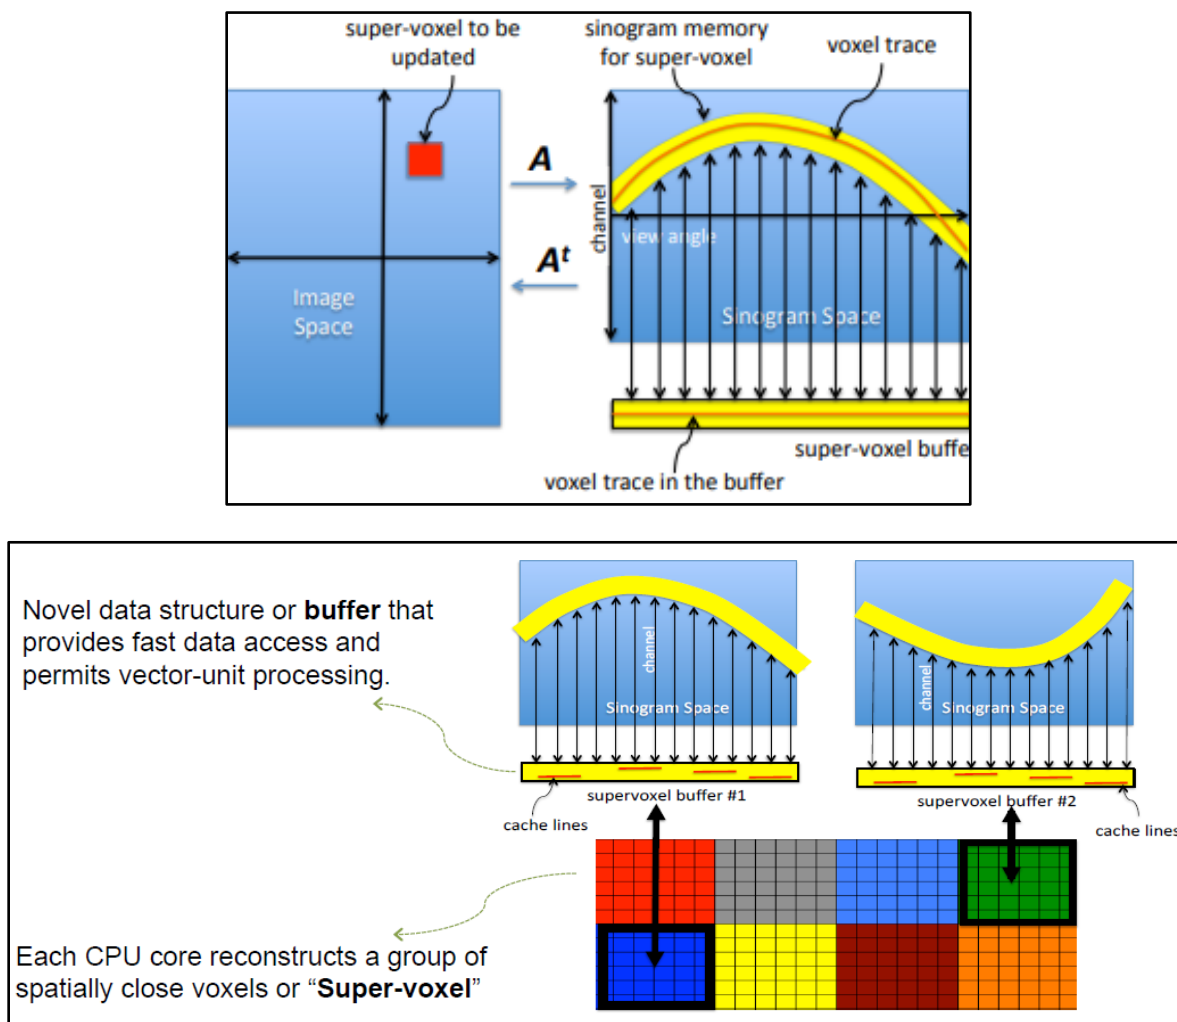 super-voxel to be
updated
sinogram memory
for super-voxel
voxel trace
A
channel
view angle
At
Image
Space
Sinogram Space
super-voxel buffe
voxel trace in the buffer
Novel data structure or buffer that
provides fast data access and
permits vector-unit processing.
channel
Sinogram Space
channel
Sinogram Space
supervoxel buffer #1
supervoxel buffer #2
cache lines
cache lines
Each CPU core reconstructs a group of
spatially close voxels or “Super-voxel”